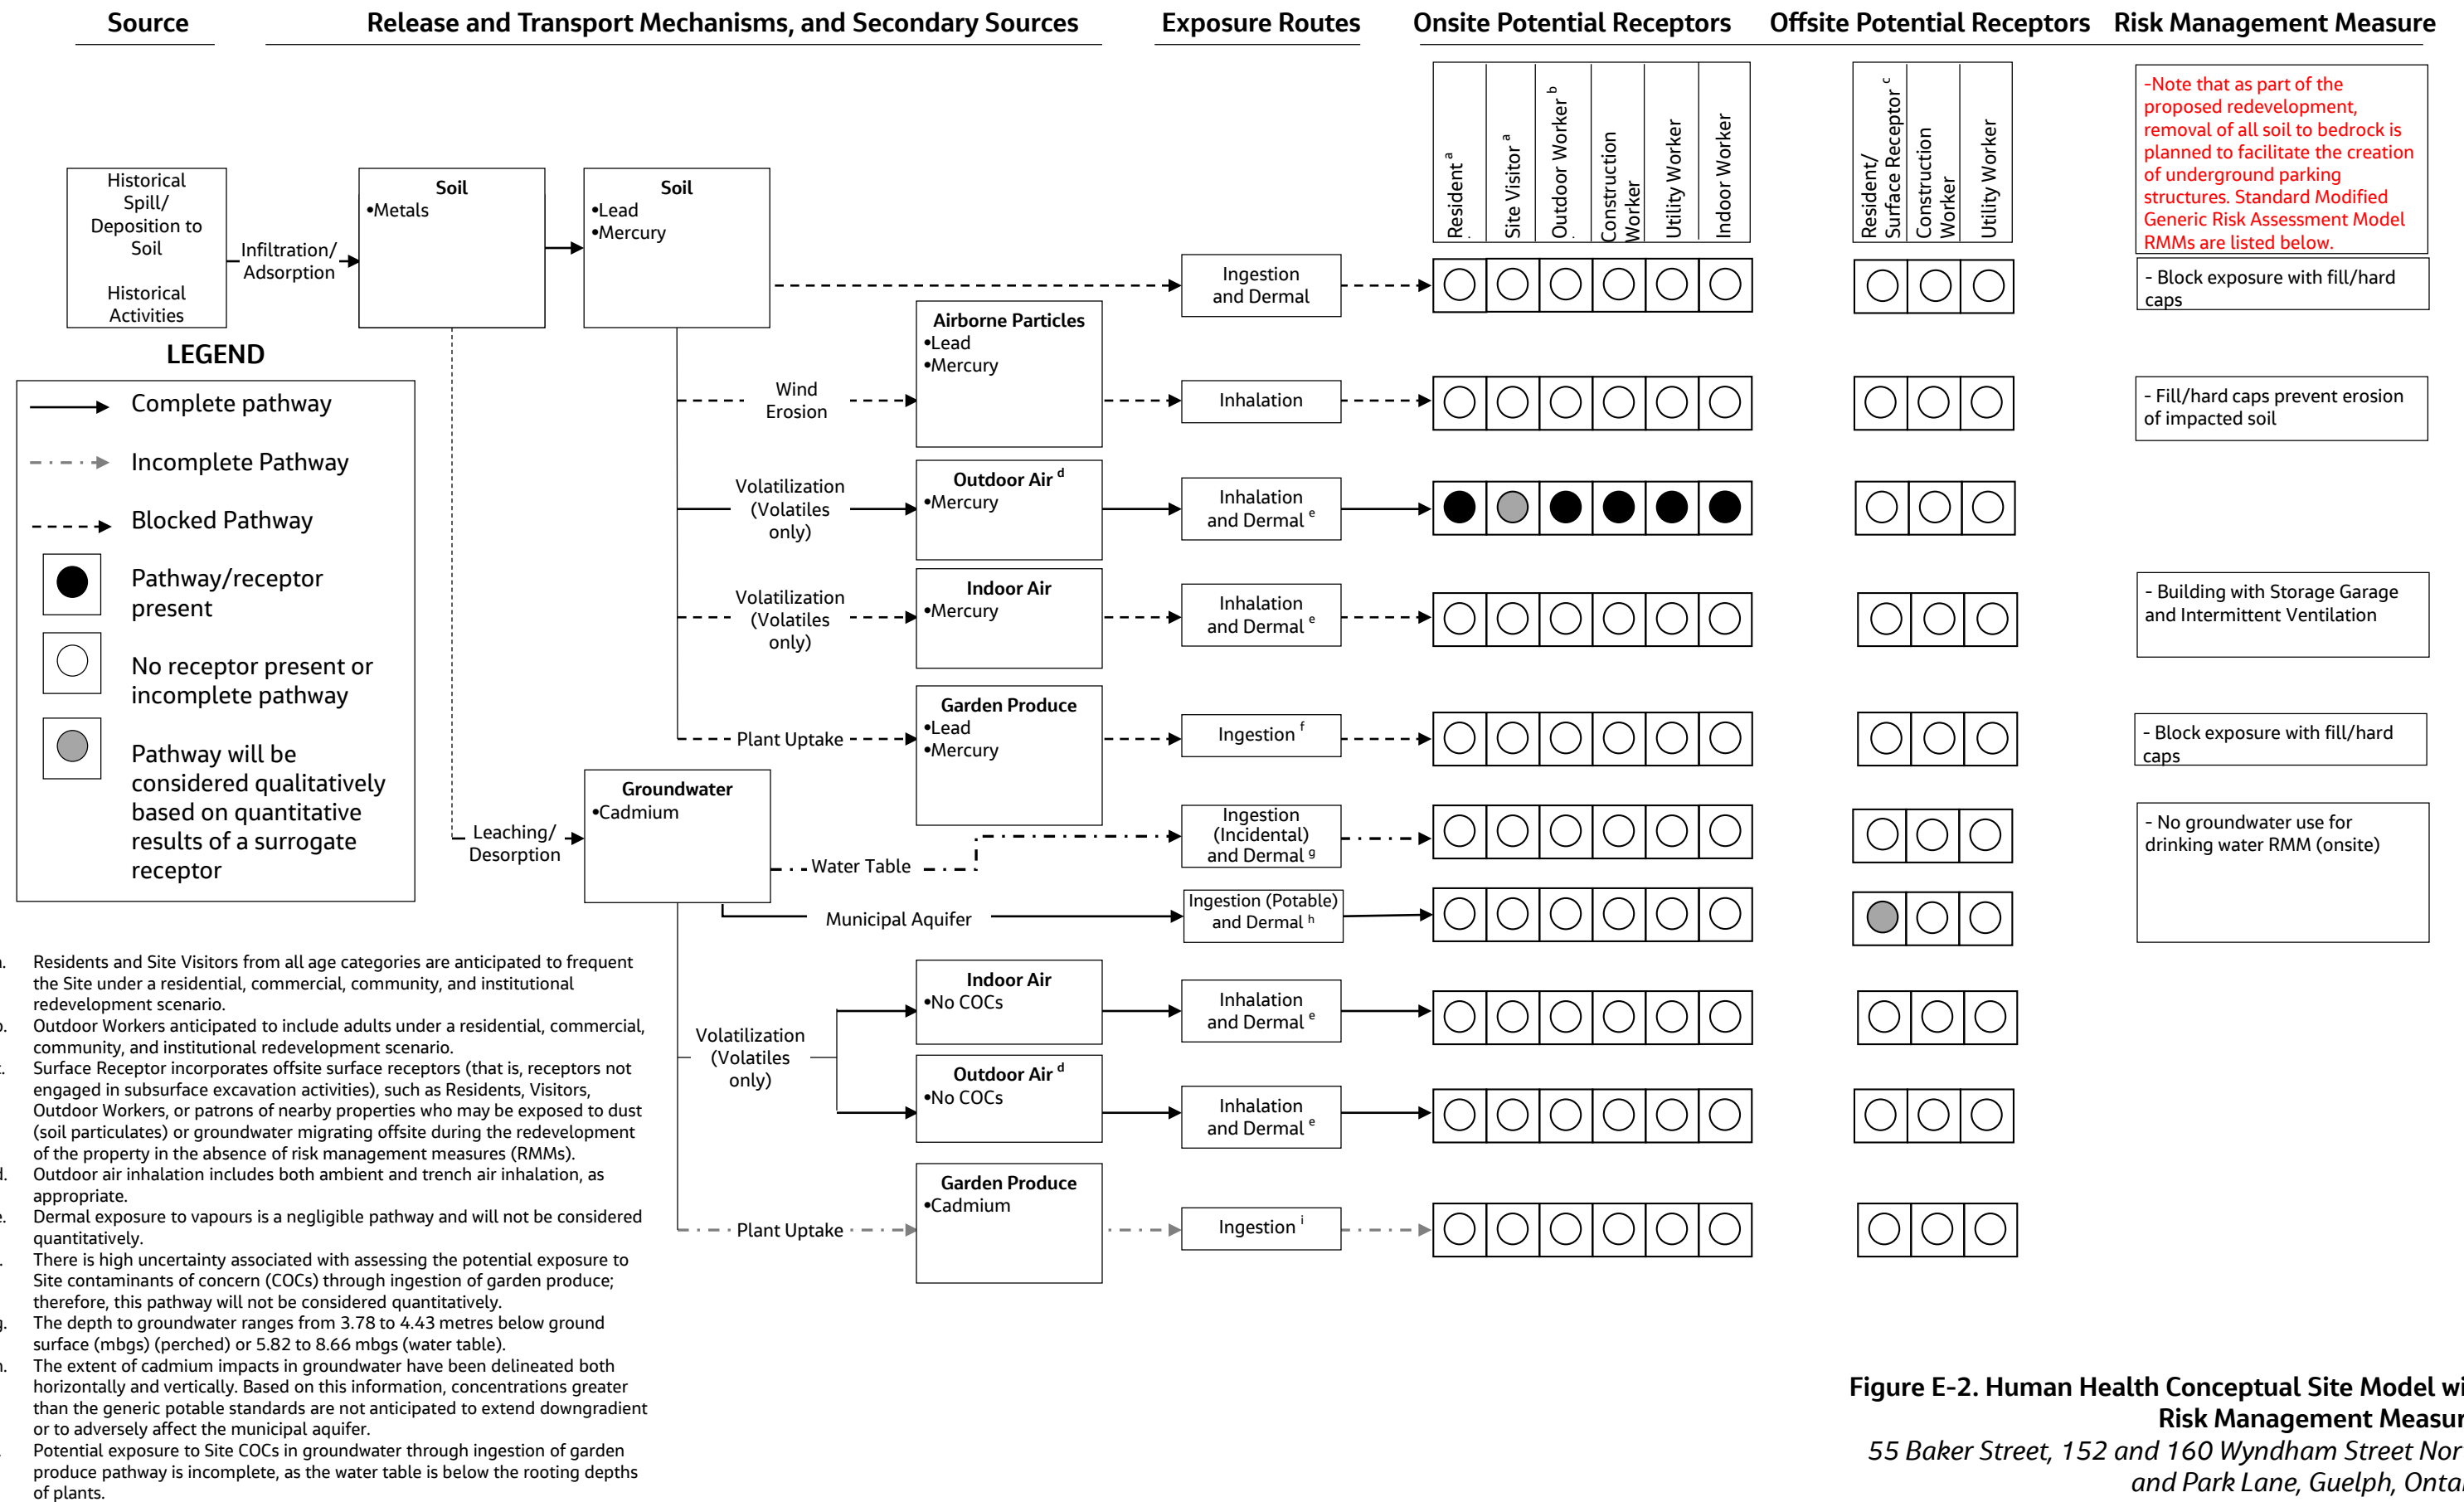 Source
Release and Transport Mechanisms, and Secondary Sources
Exposure Routes
Onsite Potential Receptors
Offsite Potential Receptors
Risk Management Measure
Resident a
Site Visitor a
Outdoor Worker b
Construction
Worker
Utility Worker
Indoor Worker
Resident/
Surface Receptor c
Construction
Worker
Utility Worker
-Note that as part of the
proposed redevelopment,
removal of all soil to bedrock is
planned to facilitate the creation
of underground parking
structures. Standard Modified
Generic Risk Assessment Model
RMMs are listed below.
Historical
Spill/
Deposition to
Soil
Historical
Activities
Infiltration/
Adsorption
Soil
•Metals
Soil
•Lead
•Mercury
Ingestion
and Dermal
- Block exposure with fill/hard
caps
Airborne Particles
•Lead
•Mercury
Wind
Erosion
Inhalation
- Fill/hard caps prevent erosion
of impacted soil
Volatilization
(Volatiles
only)
Outdoor Air d
•Mercury
Inhalation
and Dermal e
Volatilization
(Volatiles
only)
Indoor Air
•Mercury
Inhalation
and Dermal e
- Building with Storage Garage
and Intermittent Ventilation
Plant Uptake
Garden Produce
•Lead
•Mercury
Ingestion f
- Block exposure with fill/hard
caps
LEGEND
Complete pathway
Incomplete Pathway
Blocked Pathway
Pathway/receptor
present
No receptor present or
incomplete pathway
Pathway will be
considered qualitatively
based on quantitative
results of a surrogate
receptor
Leaching/
Desorption
Groundwater
•Cadmium
Water Table
Ingestion
(Incidental)
and Dermal g
- No groundwater use for
drinking water RMM (onsite)
Municipal Aquifer
Ingestion (Potable)
and Dermal h
Volatilization
(Volatiles
only)
Indoor Air
•No COCs
Inhalation
and Dermal e
Outdoor Air d
•No COCs
Inhalation
and Dermal e
Plant Uptake
Garden Produce
•Cadmium
Ingestion i
Residents and Site Visitors from all age categories are anticipated to frequent
the Site under a residential, commercial, community, and institutional
redevelopment scenario.
Outdoor Workers anticipated to include adults under a residential, commercial,
community, and institutional redevelopment scenario.
Surface Receptor incorporates offsite surface receptors (that is, receptors not
engaged in subsurface excavation activities), such as Residents, Visitors,
Outdoor Workers, or patrons of nearby properties who may be exposed to dust
(soil particulates) or groundwater migrating offsite during the redevelopment
of the property in the absence of risk management measures (RMMs).
Outdoor air inhalation includes both ambient and trench air inhalation, as
appropriate.
Dermal exposure to vapours is a negligible pathway and will not be considered
quantitatively.
There is high uncertainty associated with assessing the potential exposure to
Site contaminants of concern (COCs) through ingestion of garden produce;
therefore, this pathway will not be considered quantitatively.
The depth to groundwater ranges from 3.78 to 4.43 metres below ground
surface (mbgs) (perched) or 5.82 to 8.66 mbgs (water table).
The extent of cadmium impacts in groundwater have been delineated both
horizontally and vertically. Based on this information, concentrations greater
than the generic potable standards are not anticipated to extend downgradient
or to adversely affect the municipal aquifer.
Potential exposure to Site COCs in groundwater through ingestion of garden
produce pathway is incomplete, as the water table is below the rooting depths
of plants.
Figure E-2. Human Health Conceptual Site Model wi
Risk Management Measur
55 Baker Street, 152 and 160 Wyndham Street Nor
and Park Lane, Guelph, Ontar